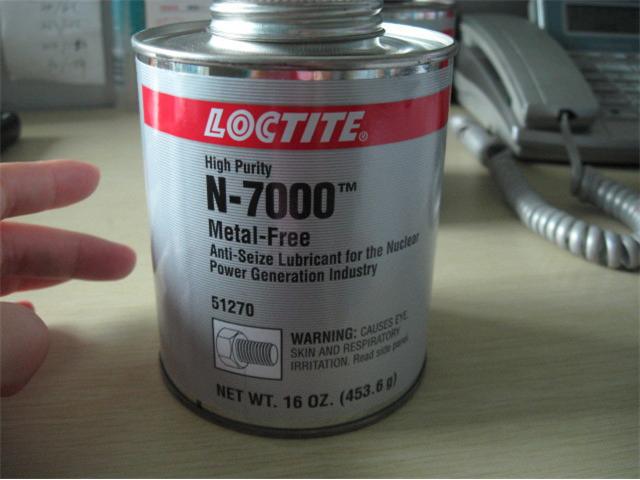 LOCTITE®
High Purity
N-7000™
Metal-Free
Anti-Seize Lubricant for the Nuclear
Power Generation Industry
51270
WARNING: CAUSES EYE,
SKIN AND RESPIRATORY
IRRITATION. Read side panel.
NET WT. 16 OZ. (453.6 g)